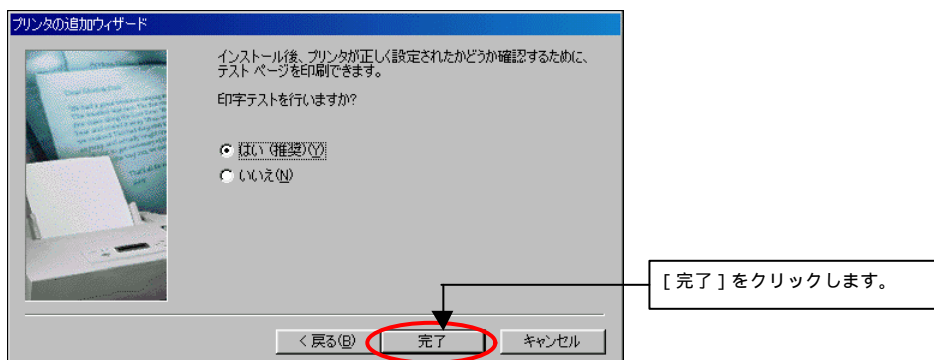 プリンタの追加ウィザード
インストール後、プリンタが正しく設定されたかどうか確認するために、
テスト ページを印刷できます。
印字テストを行いますか?
はい (推奨)(Y)
いいえ(N)
[完了]をクリックします。
< 戻る(B)
完了
キャンセル